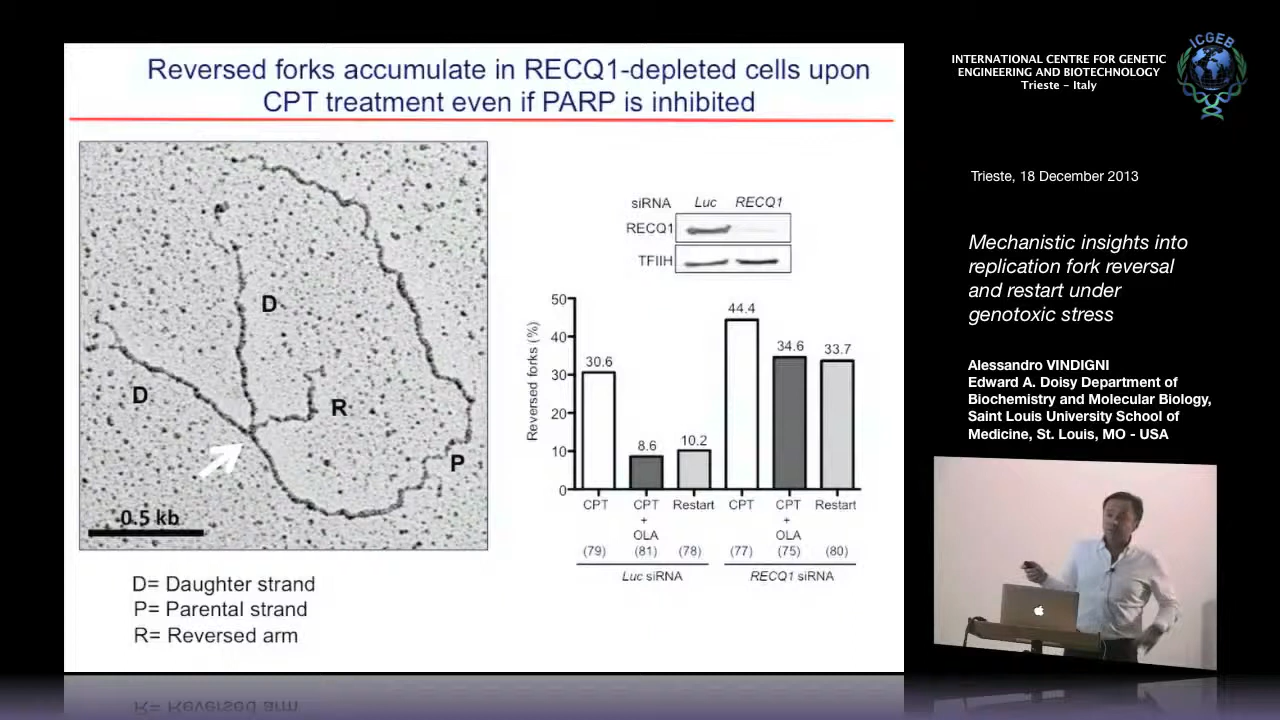 Reversed forks accumulate in RECQ1-depleted cells upon
CPT treatment even if PARP is inhibited
D
D
R
P
0.5 kb
D= Daughter strand
P= Parental strand
R= Reversed arm
siRNA Luc RECQ1
RECQ1
TFIIH
Reversed forks (%)
50
40
30
20
10
0
30.6
8.6
10.2
44.4
34.6
33.7
CPT CPT + OLA Restart CPT CPT + OLA Restart
(79) (81) (78) (77) (75) (80)
Luc siRNA RECQ1 siRNA
ICGEB
INTERNATIONAL CENTRE FOR GENETIC
ENGINEERING AND BIOTECHNOLOGY
Trieste - Italy
Trieste, 18 December 2013
Mechanistic insights into
replication fork reversal
and restart under
genotoxic stress
Alessandro VINDIGNI
Edward A. Doisy Department of
Biochemistry and Molecular Biology,
Saint Louis University School of
Medicine, St. Louis, MO - USA